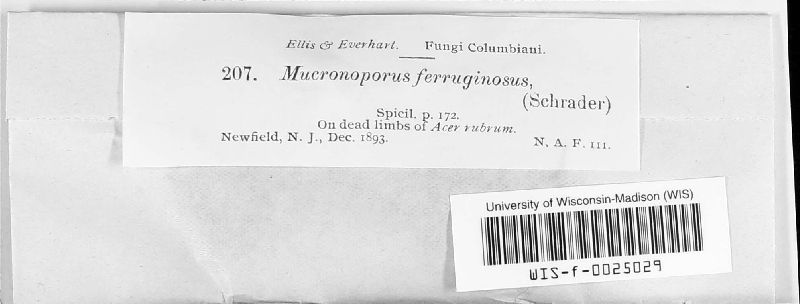 Ellis & Everhart. Fungi Columbiani.
207. Mucronoporus ferruginosus,
(Schrader)
Spicil. p. 172.
On dead limbs of Acer rubrum.
Newfield, N. J., Dec. 1893.
N. A. F. 111.
University of Wisconsin-Madison (WIS)
WIS-f-0025029